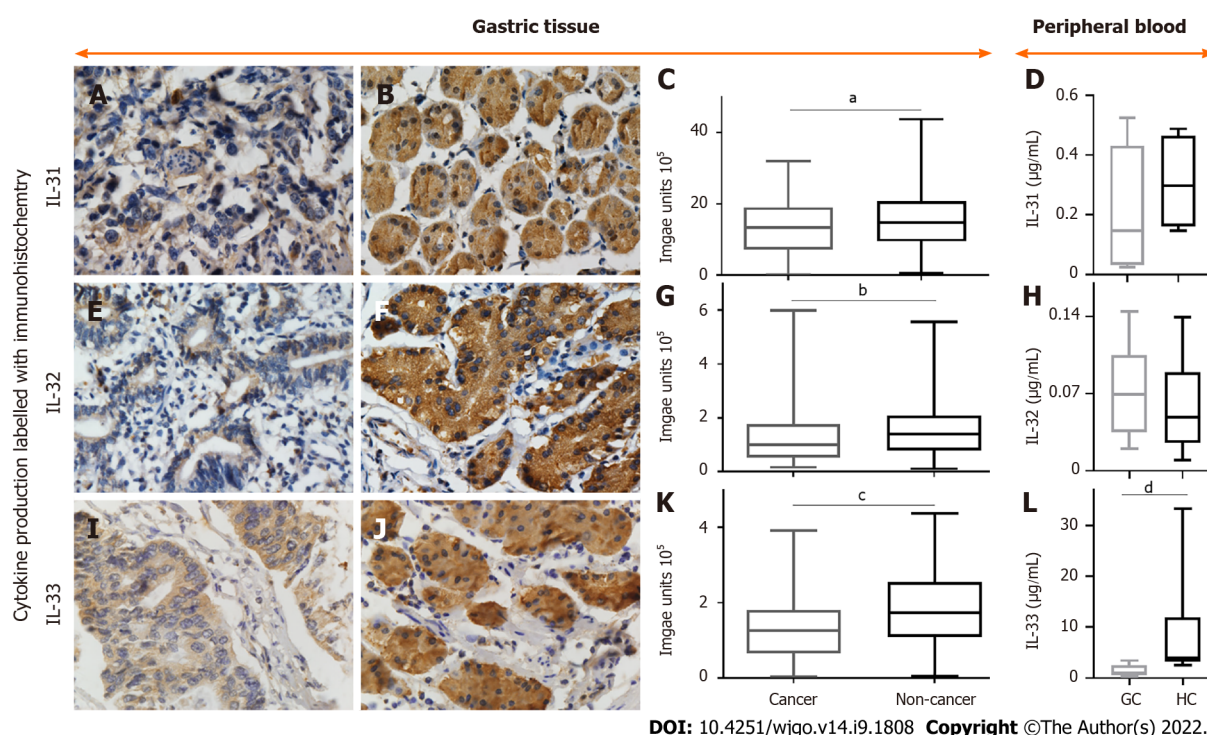 Gastric tissue
Peripheral blood
Cytokine production labelled with immunohistochemtry
IL-31
A
B
C
a
40
20
0
Imgae units 10⁵
D
0.6
0.4
0.2
0
IL-31 (µg/mL)
IL-32
E
F
G
b
6
4
2
0
Imgae units 10⁵
H
0.14
0.07
0
IL-32 (µg/mL)
IL-33
I
J
K
c
4
2
0
Imgae units 10⁵
Cancer Non-cancer
L
d
30
20
10
0
IL-33 (µg/mL)
GC HC
DOI: 10.4251/wjgo.v14.i9.1808 Copyright ©The Author(s) 2022.